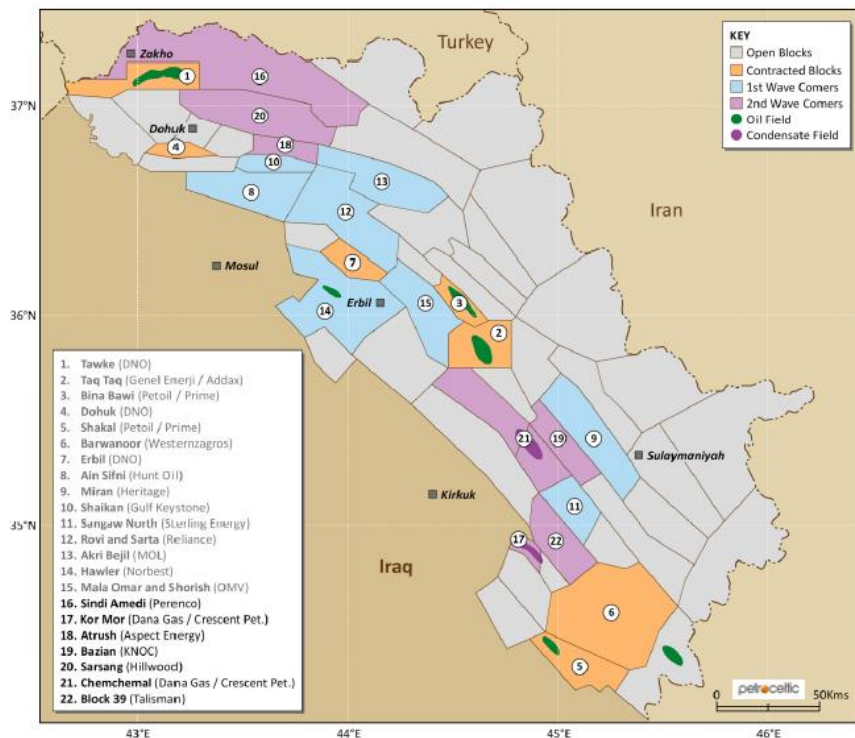 Turkey
Iran
Iraq
Zakho
Dohuk
Mosul
Erbil
Kirkuk
Sulaymaniyah
37°N
36°N
35°N
43°E
44°E
45°E
46°E
1
16
20
4
18
10
13
8
12
7
15
3
14
2
21
19
9
11
17
22
6
5
KEY
Open Blocks
Contracted Blocks
1st Wave Comers
2nd Wave Comers
Oil Field
Condensate Field
1. Tawke (DNO)
2. Taq Taq (Genel Emerji / Addax)
3. Bina Bawi (Petoil / Prime)
4. Dohuk (DNO)
5. Shakal (Petoil / Prime)
6. Barwanoor (Westernzagros)
7. Erbil (DNO)
8. Ain Sifni (Hunt Oil)
9. Miran (Heritage)
10. Shaikan (Gulf Keystone)
11. Sangaw North (SLerling Energy)
12. Rovi and Sarta (Reliance)
13. Akri Bejil (MOL)
14. Hawler (Norbest)
15. Mala Omar and Shorish (OMV)
16. Sindi Amedi (Perenco)
17. Kor Mor (Dana Gas / Crescent Pet.)
18. Atrush (Aspect Energy)
19. Bazian (KNOC)
20. Sarsang (Hillwood)
21. Chemchemal (Dana Gas / Crescent Pet.)
22. Block 39 (Talisman)
petroceltic
0 50Kms